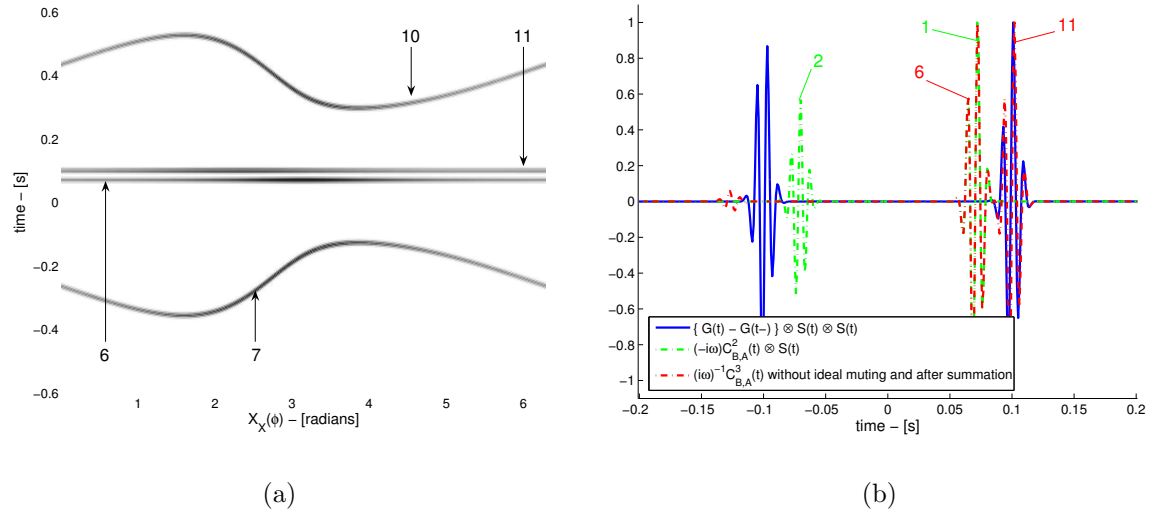 0.6
0.4
0.2
0
−0.2
−0.4
−0.6
time − [s]
1 2 3 4 5 6
X_X(ϕ) − [radians]
10
11
6
7
(a)
1
0.8
0.6
0.4
0.2
0
−0.2
−0.4
−0.6
−0.8
−1
−0.2 −0.15 −0.1 −0.05 0 0.05 0.1 0.15 0.2
time − [s]
1
11
2
6
{ G(t) − G(t−) } ⊗ S(t) ⊗ S(t)
(−iω)C²_{B,A}(t) ⊗ S(t)
(iω)⁻¹C³_{B,A}(t) without ideal muting and after summation
(b)